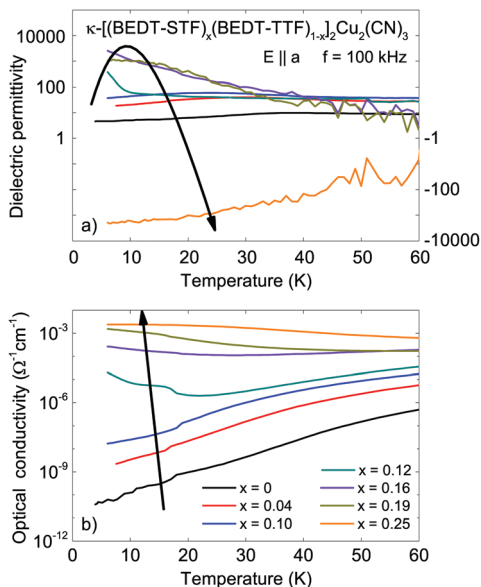 κ-[(BEDT-STF)ₓ(BEDT-TTF)₁₋ₓ]₂Cu₂(CN)₃
E || a f = 100 kHz
Dielectric permittivity
10000
100
1
-1
-100
-10000
a)
0 10 20 30 40 50 60
Temperature (K)
Optical conductivity (Ω⁻¹cm⁻¹)
10⁻³
10⁻⁶
10⁻⁹
10⁻¹²
b)
x = 0
x = 0.04
x = 0.10
x = 0.12
x = 0.16
x = 0.19
x = 0.25
0 10 20 30 40 50 60
Temperature (K)